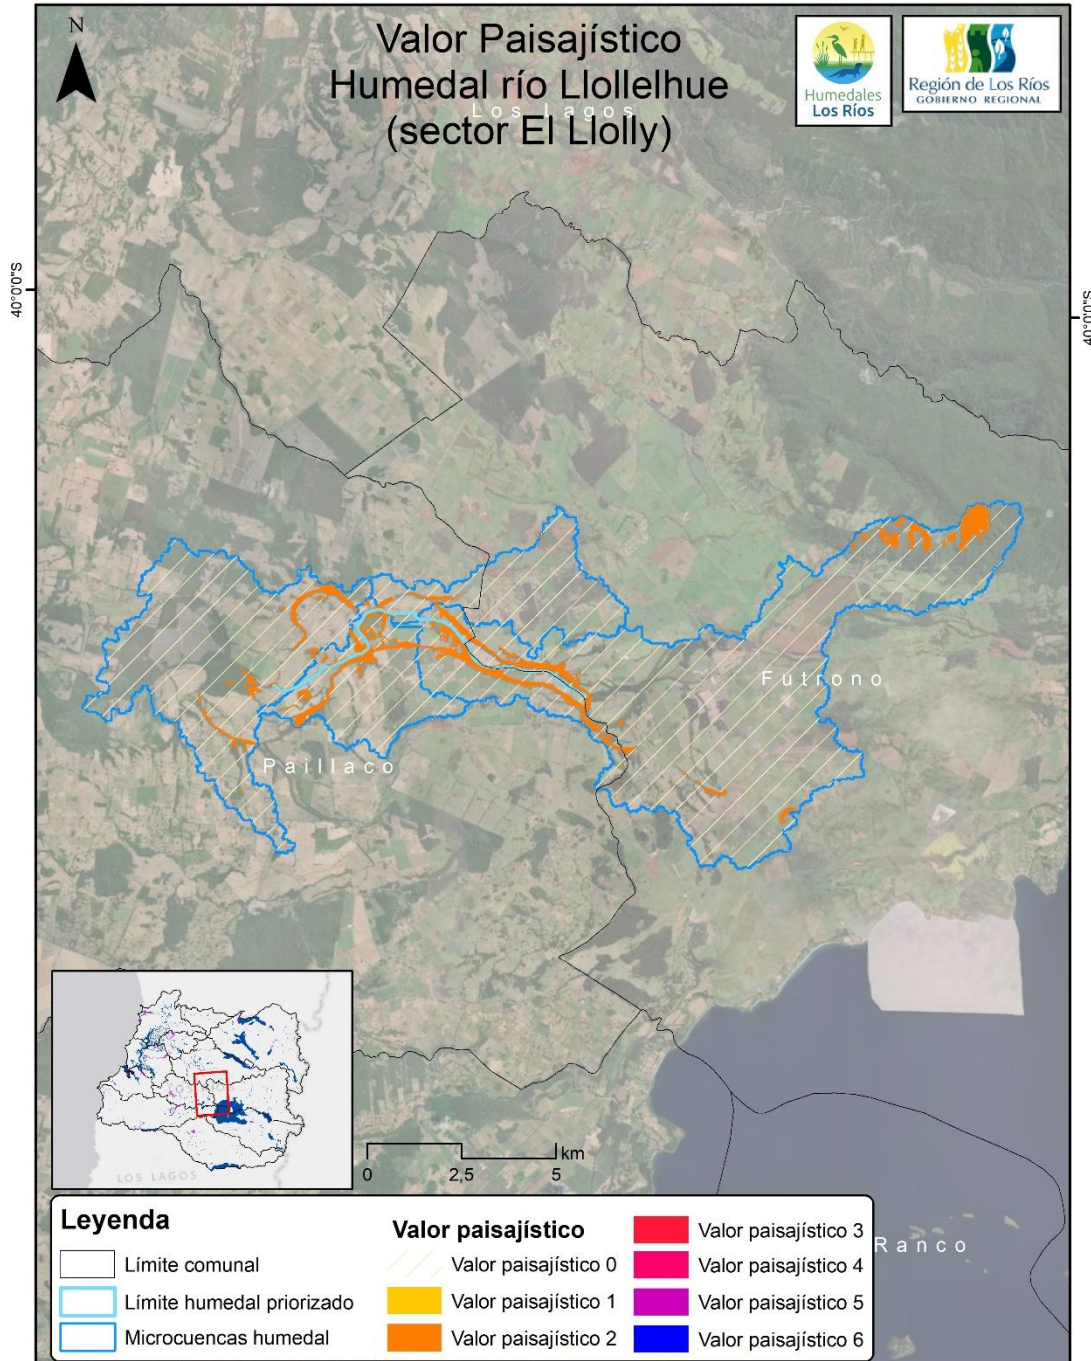 N
Valor Paisajístico
Humedal río Llollelhue
Los Lagos
(sector El Llolly)
Humedales
Los Ríos
Región de Los Ríos
GOBIERNO REGIONAL
40°0'0"S
40°0'0"S
Futrono
Paillaco
LOS LAGOS
km
0 2,5 5
Ranco
Leyenda
Límite comunal
Límite humedal priorizado
Microcuencas humedal
Valor paisajístico
Valor paisajístico 0
Valor paisajístico 1
Valor paisajístico 2
Valor paisajístico 3
Valor paisajístico 4
Valor paisajístico 5
Valor paisajístico 6